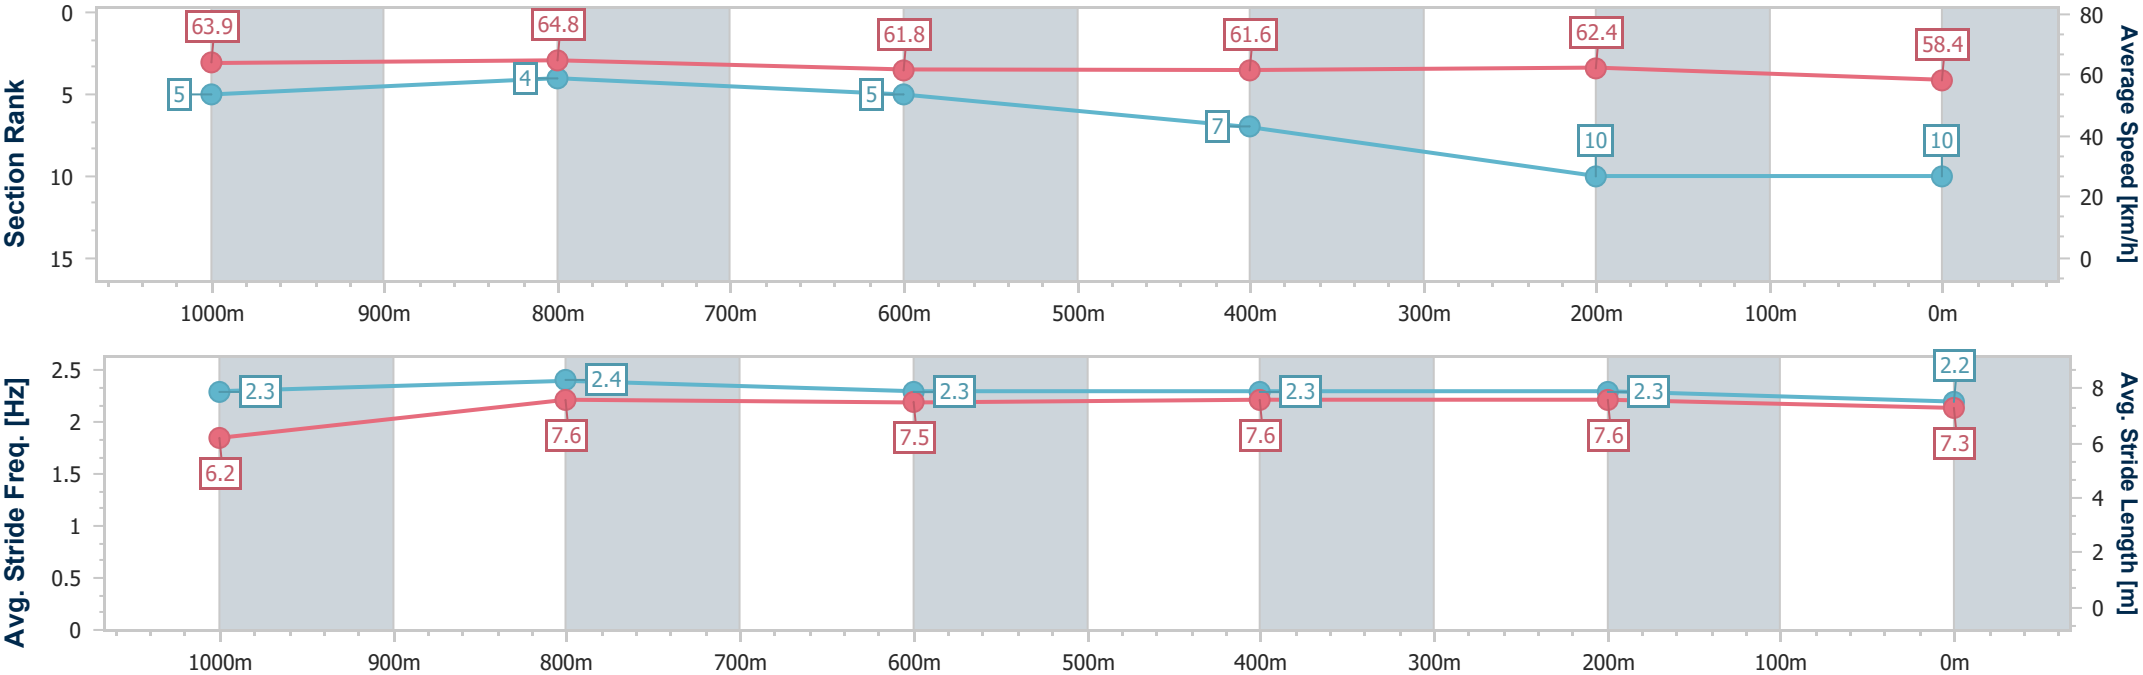 Section Rank
0
5
10
15
63.9
64.8
61.8
61.6
62.4
58.4
5
4
5
7
10
10
80
60
40
20
0
Average Speed [km/h]
1000m
900m
800m
700m
600m
500m
400m
300m
200m
100m
0m
Avg. Stride Freq. [Hz]
2.5
2
1.5
1
0.5
0
2.3
2.4
2.3
2.3
2.3
2.2
6.2
7.6
7.5
7.6
7.6
7.3
8
6
4
2
0
Avg. Stride Length [m]
1000m
900m
800m
700m
600m
500m
400m
300m
200m
100m
0m